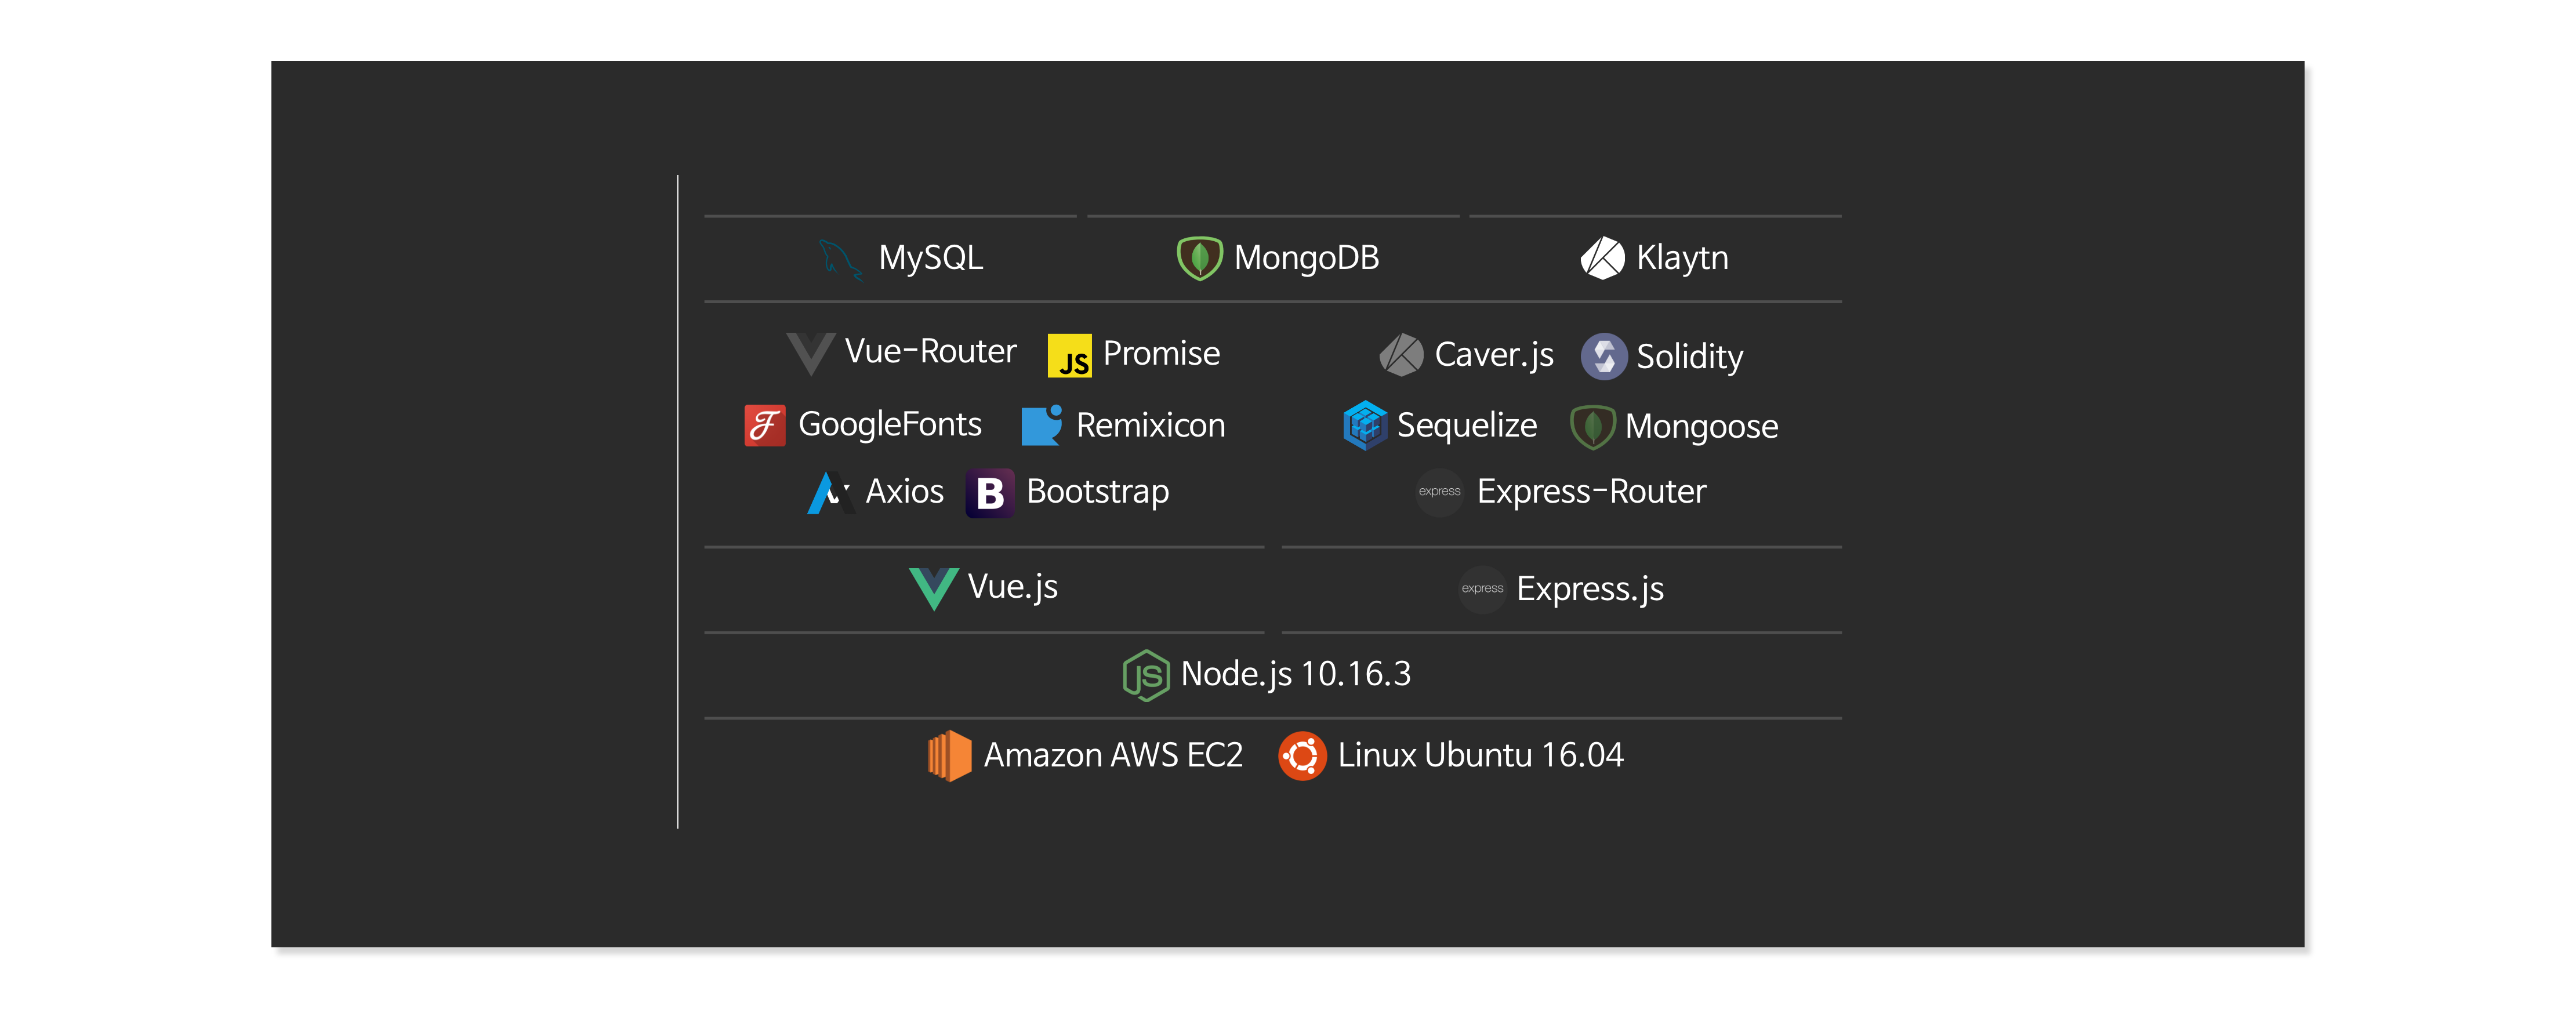 MySQL MongoDB Klaytn
Vue-Router JS Promise Caver.js Solidity
GoogleFonts Remixicon Sequelize Mongoose
Axios B Bootstrap express Express-Router
Vue.js express Express.js
JS Node.js 10.16.3
Amazon AWS EC2 Linux Ubuntu 16.04